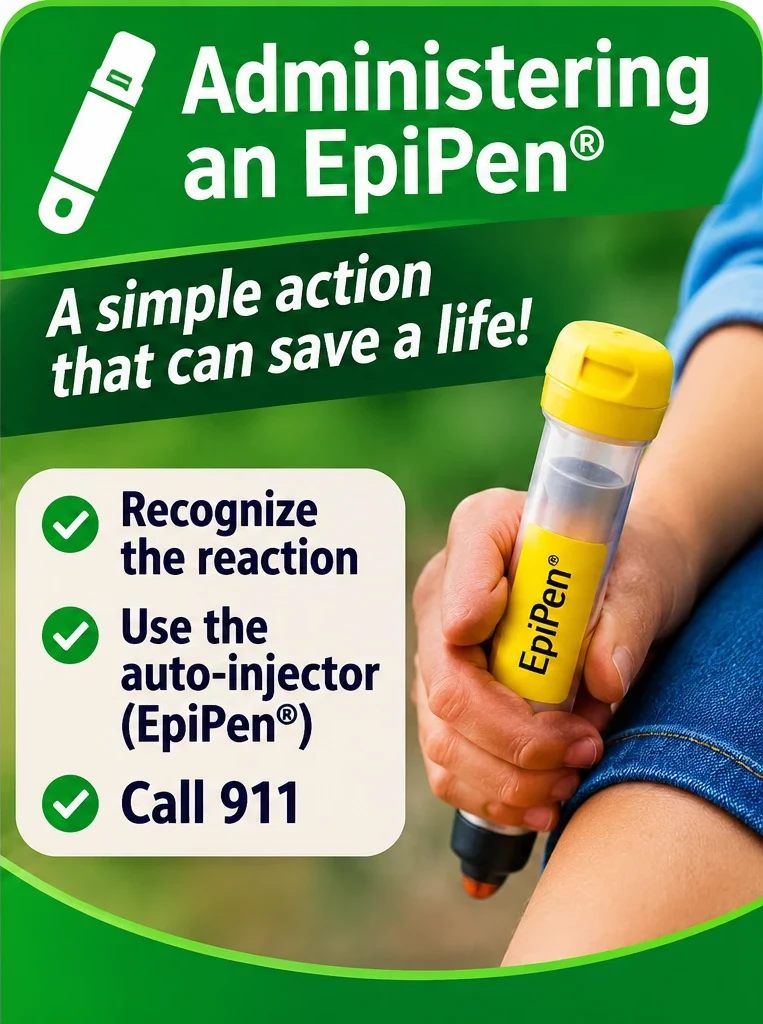 Administering
an EpiPen®
A simple action
that can save a life!
Recognize
the reaction
Use the
auto-injector
(EpiPen®)
Call 911
EpiPen®